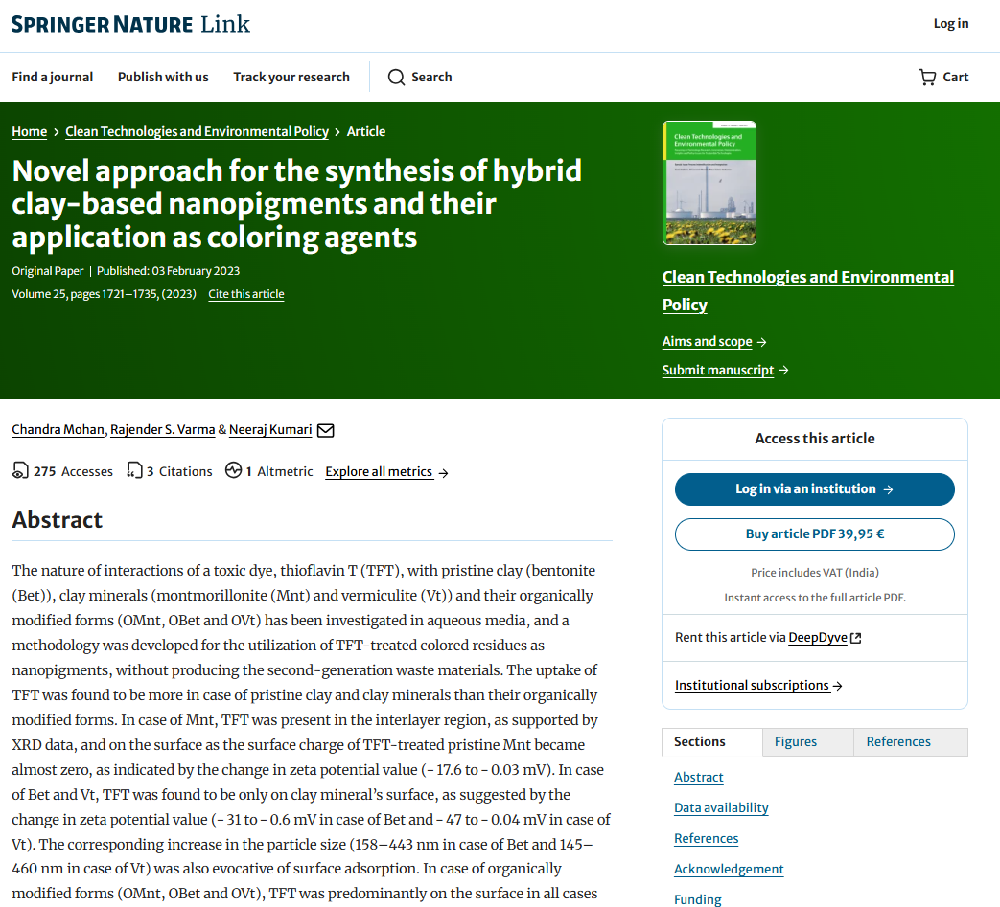 SPRINGER NATURE Link
Log in
Find a journal
Publish with us
Track your research
Search
Cart
Home > Clean Technologies and Environmental Policy > Article
Novel approach for the synthesis of hybrid
clay-based nanopigments and their
application as coloring agents
Original Paper | Published: 03 February 2023
Volume 25, pages 1721–1735, (2023) Cite this article
Clean Technologies and
Environmental Policy
Clean Technologies and Environmental
Policy
Aims and scope →
Submit manuscript →
Chandra Mohan, Rajender S. Varma & Neeraj Kumari
275 Accesses
3 Citations
1 Altmetric
Explore all metrics →
Abstract
The nature of interactions of a toxic dye, thioflavin T (TFT), with pristine clay (bentonite
(Bet)), clay minerals (montmorillonite (Mnt) and vermiculite (Vt)) and their organically
modified forms (OMnt, OBet and OVt) has been investigated in aqueous media, and a
methodology was developed for the utilization of TFT-treated colored residues as
nanopigments, without producing the second-generation waste materials. The uptake of
TFT was found to be more in case of pristine clay and clay minerals than their organically
modified forms. In case of Mnt, TFT was present in the interlayer region, as supported by
XRD data, and on the surface as the surface charge of TFT-treated pristine Mnt became
almost zero, as indicated by the change in zeta potential value (− 17.6 to − 0.03 mV). In case
of Bet and Vt, TFT was found to be only on clay mineral’s surface, as suggested by the
change in zeta potential value (− 31 to − 0.6 mV in case of Bet and − 47 to − 0.04 mV in case of
Vt). The corresponding increase in the particle size (158–443 nm in case of Bet and 145–
460 nm in case of Vt) was also evocative of surface adsorption. In case of organically
modified forms (OMnt, OBet and OVt), TFT was predominantly on the surface in all cases
Access this article
Log in via an institution →
Buy article PDF 39,95 €
Price includes VAT (India)
Instant access to the full article PDF.
Rent this article via DeepDyve
Institutional subscriptions →
Sections
Figures
References
Abstract
Data availability
References
Acknowledgement
Funding